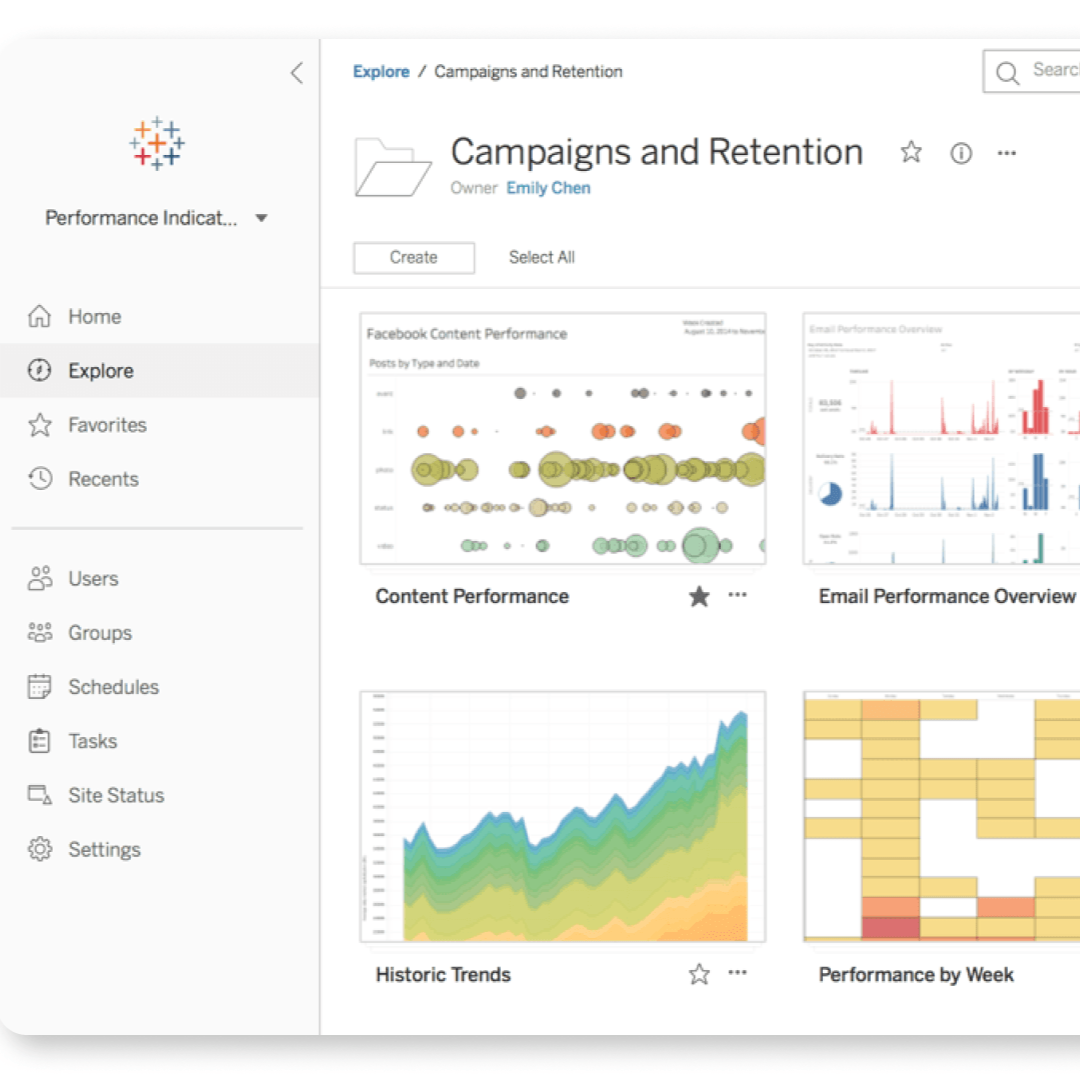 Explore / Campaigns and Retention
Search
Campaigns and Retention
Owner Emily Chen
Performance Indicat...
Create
Select All
Home
Explore
Favorites
Recents
Users
Groups
Schedules
Tasks
Site Status
Settings
Facebook Content Performance
Posts by Type and Date
event
link
photo
status
video
Content Performance
Email Performance Overview
Email Performance Overview
Historic Trends
Performance by Week